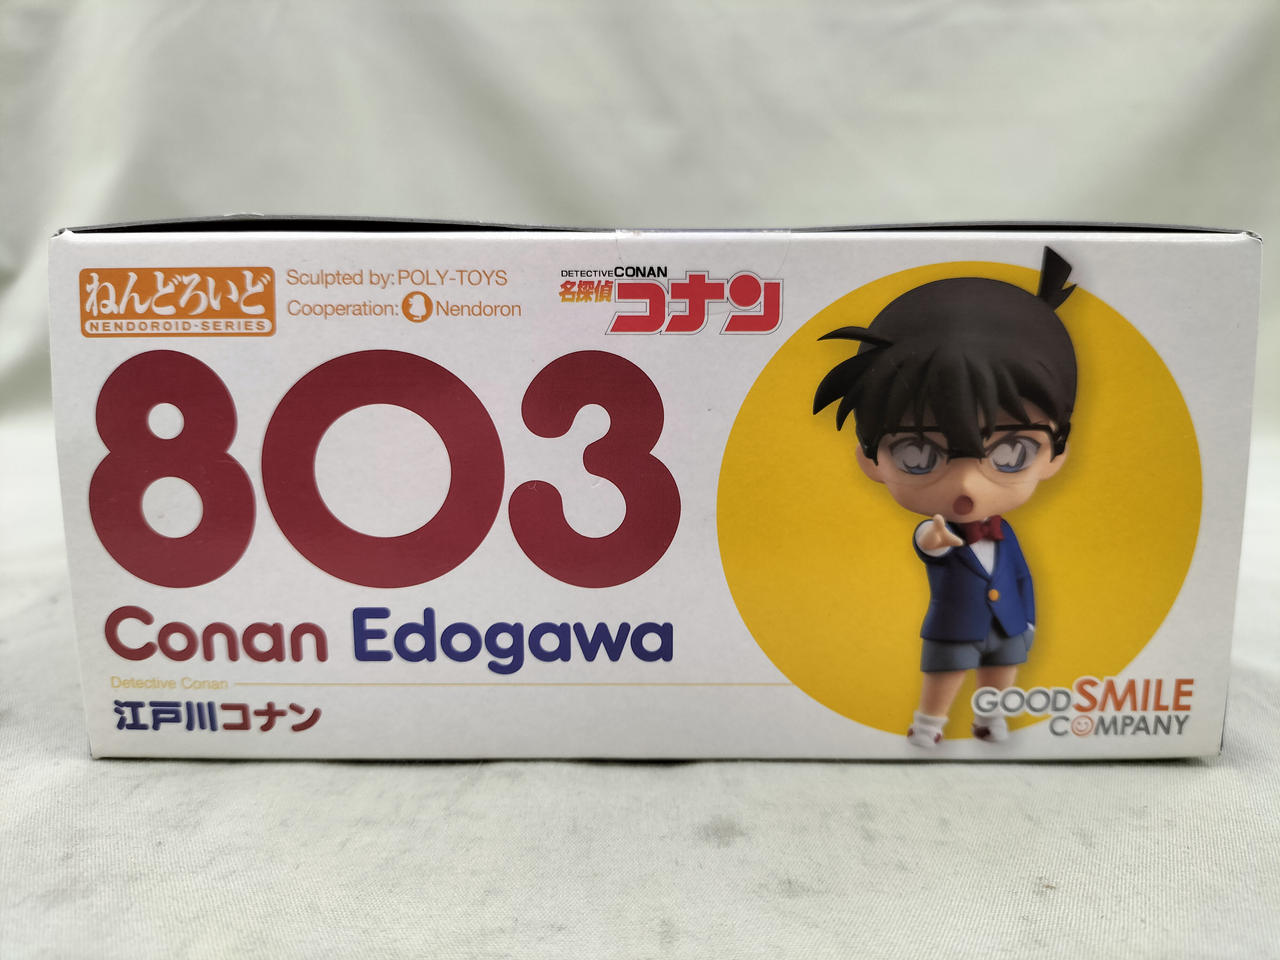 ねんどろいど
NENDOROID-SERIES
Sculpted by: POLY-TOYS
Cooperation: Nendoron
DETECTIVE CONAN
名探偵コナン
803
Conan Edogawa
Detective Conan
江戸川コナン
GOOD SMILE
COMPANY